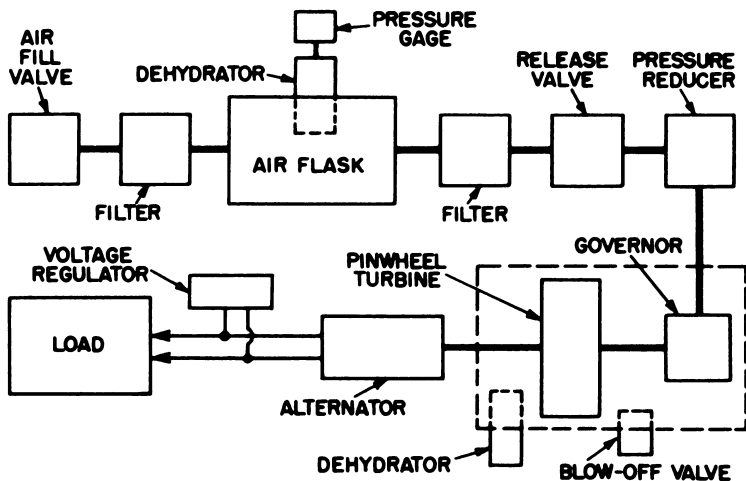 PRESSURE
GAGE
AIR
FILL
VALVE
DEHYDRATOR
RELEASE
VALVE
PRESSURE
REDUCER
AIR FLASK
FILTER
FILTER
VOLTAGE
REGULATOR
PINWHEEL
TURBINE
GOVERNOR
LOAD
ALTERNATOR
DEHYDRATOR
BLOW-OFF VALVE